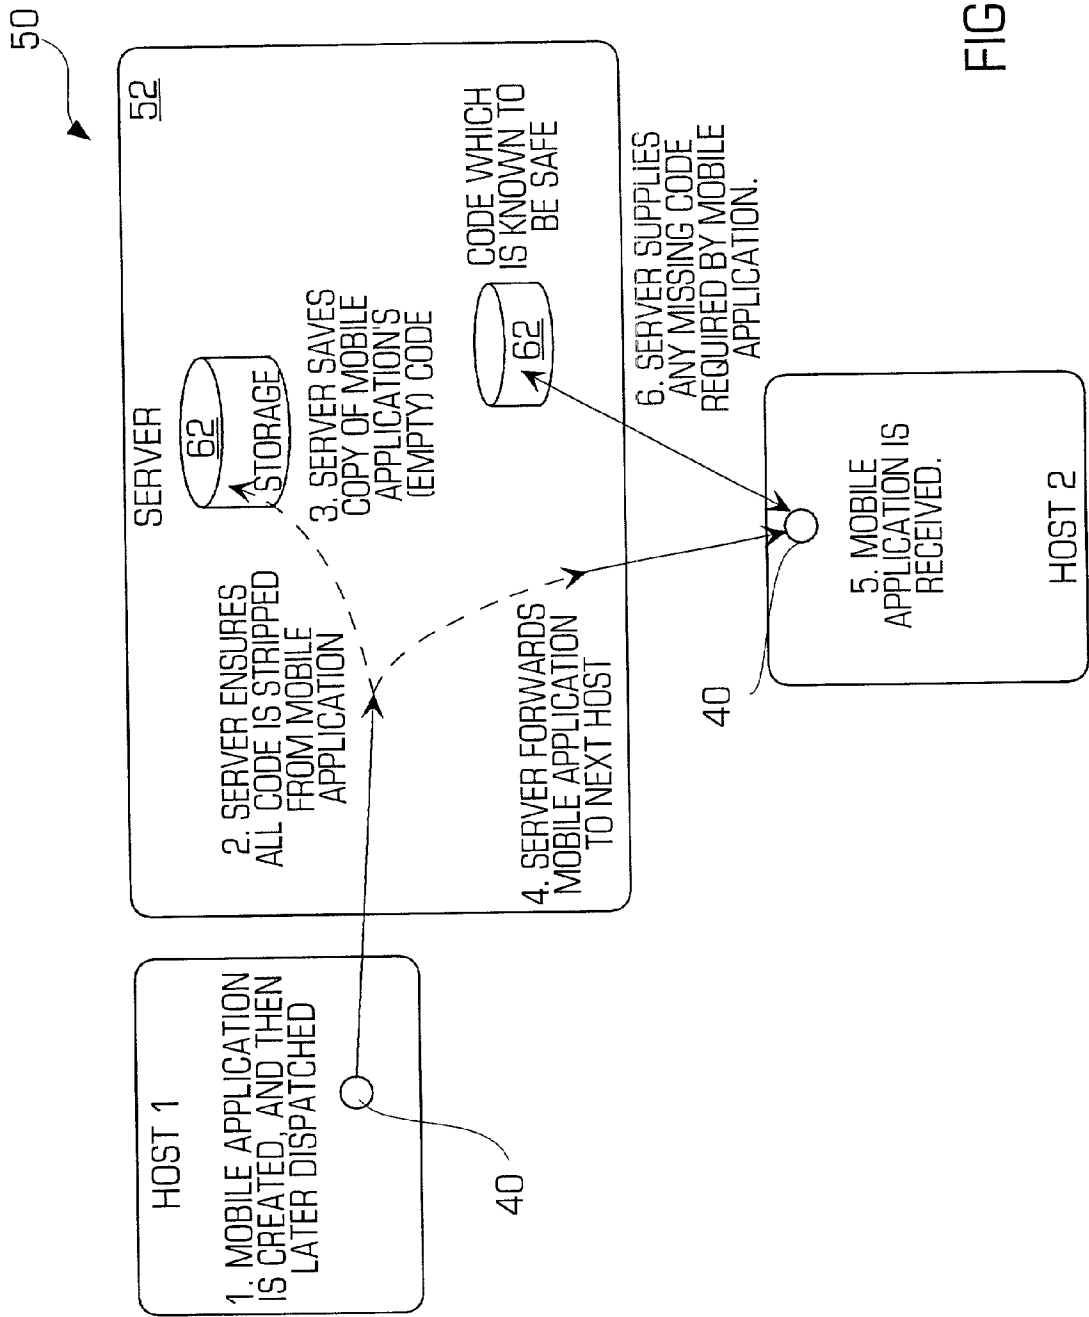 50
HOST 1
1. MOBILE APPLICATION
IS CREATED, AND THEN
LATER DISPATCHED
40
SERVER
52
62
STORAGE
2. SERVER ENSURES
ALL CODE IS STRIPPED
FROM MOBILE
APPLICATION
3. SERVER SAVES
COPY OF MOBILE
APPLICATION'S
(EMPTY) CODE
4. SERVER FORWARDS
MOBILE APPLICATION
TO NEXT HOST
62
CODE WHICH
IS KNOWN TO
BE SAFE
6. SERVER SUPPLIES
ANY MISSING CODE
REQUIRED BY MOBILE
APPLICATION.
40
5. MOBILE
APPLICATION IS
RECEIVED.
HOST 2
FIG